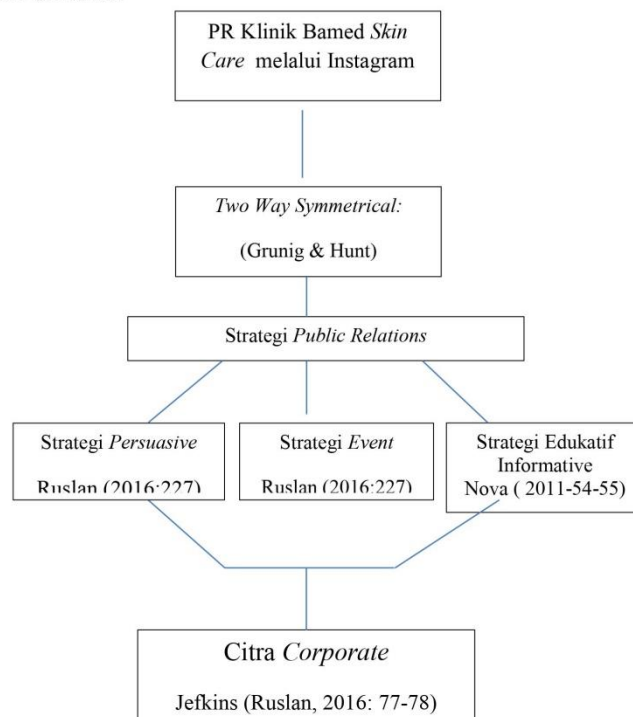 PR Klinik Bamed Skin
Care melalui Instagram
Two Way Symmetrical:
(Grunig & Hunt)
Strategi Public Relations
Strategi Persuasive
Ruslan (2016:227)
Strategi Event
Ruslan (2016:227)
Strategi Edukatif
Informative
Nova ( 2011-54-55)
Citra Corporate
Jefkins (Ruslan, 2016: 77-78)